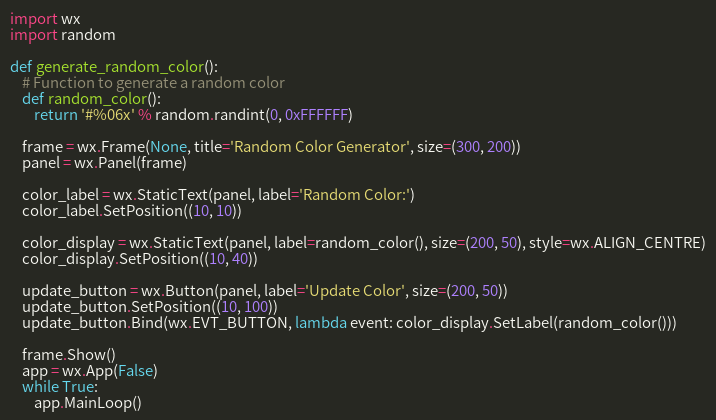 import wx
import random

def generate_random_color():
    # Function to generate a random color
    def random_color():
        return '#%06x' % random.randint(0, 0xFFFFFF)

    frame = wx.Frame(None, title='Random Color Generator', size=(300, 200))
    panel = wx.Panel(frame)

    color_label = wx.StaticText(panel, label='Random Color:')
    color_label.SetPosition((10, 10))

    color_display = wx.StaticText(panel, label=random_color(), size=(200, 50), style=wx.ALIGN_CENTRE)
    color_display.SetPosition((10, 40))

    update_button = wx.Button(panel, label='Update Color', size=(200, 50))
    update_button.SetPosition((10, 100))
    update_button.Bind(wx.EVT_BUTTON, lambda event: color_display.SetLabel(random_color()))

    frame.Show()
    app = wx.App(False)
    while True:
        app.MainLoop()